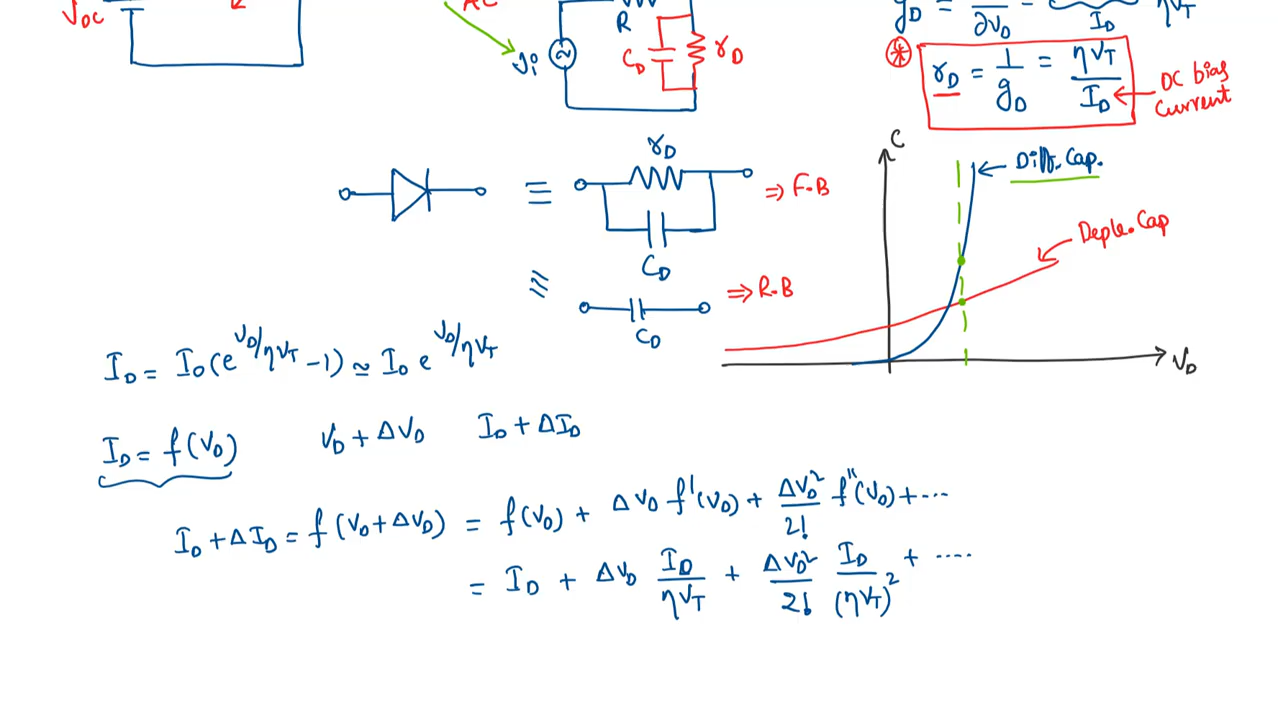 V_DC
AC
R
g_D = ∂V_D I_D ηV_T
V_i ~ C_D r_D
⊛ r_D = 1/g_D = ηV_T/I_D ← DC bias current
≡ r_D C_D ⇒ F.B
≡ C_D ⇒ R.B
C
← Diff. Cap.
Deple. Cap
V_D
I_D = I_0(e^{V_D/ηV_T} -1) ≃ I_0 e^{V_D/ηV_T}
I_D = f(V_D) V_D + ΔV_D I_D + ΔI_D
I_D + ΔI_D = f(V_D + ΔV_D) = f(V_D) + ΔV_D f'(V_D) + ΔV_D²/2! f''(V_D) + ...
= I_D + ΔV_D I_D/ηV_T + ΔV_D²/2! I_D/(ηV_T)² + ....